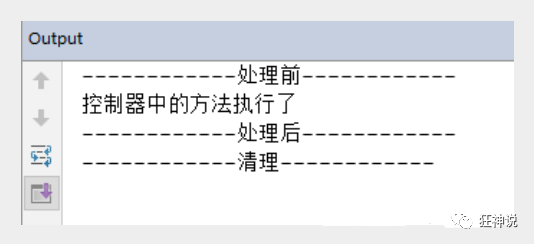 Output
------------处理前------------
控制器中的方法执行了
------------处理后------------
------------清理------------
狂神说